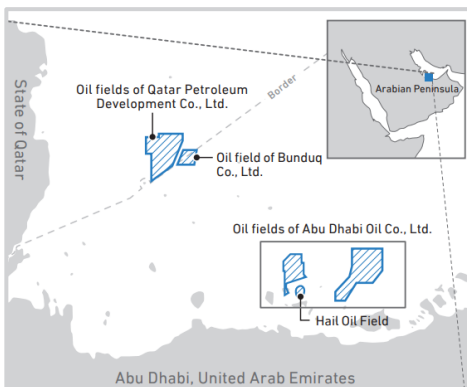 Oil fields of Qatar Petroleum
Development Co., Ltd.
Border
Arabian Peninsula
State of Qatar
Oil field of Bunduq
Co., Ltd.
Oil fields of Abu Dhabi Oil Co., Ltd.
Hail Oil Field
Abu Dhabi, United Arab Emirates